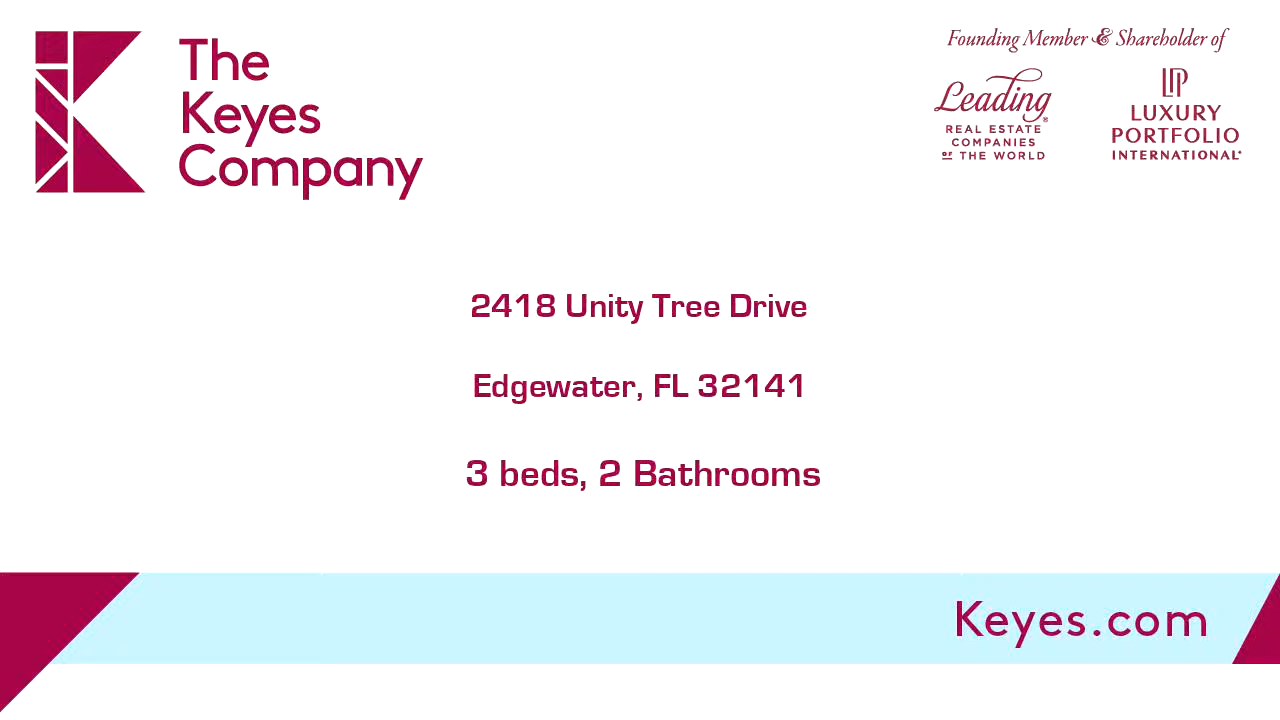 The
Keyes
Company
Founding Member & Shareholder of
Leading®
REAL ESTATE
COMPANIES
OF THE WORLD
LP
LUXURY
PORTFOLIO
INTERNATIONAL
2418 Unity Tree Drive
Edgewater, FL 32141
3 beds, 2 Bathrooms
Keyes.com